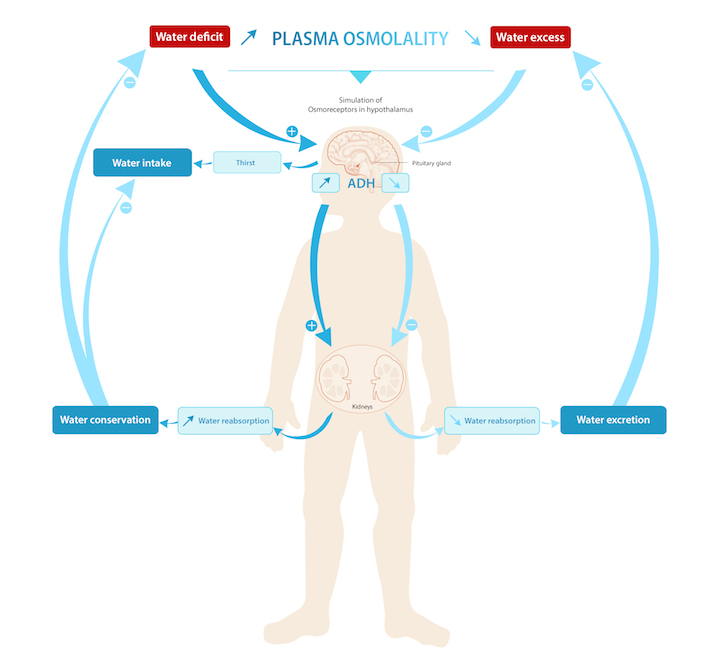 Water deficit
PLASMA OSMOLALITY
Water excess
Simulation of
Osmoreceptors in hypothalamus
+
−
−
−
Water intake
Thirst
Pituitary gland
ADH
−
+
−
Kidneys
Water conservation
Water reabsorption
Water reabsorption
Water excretion